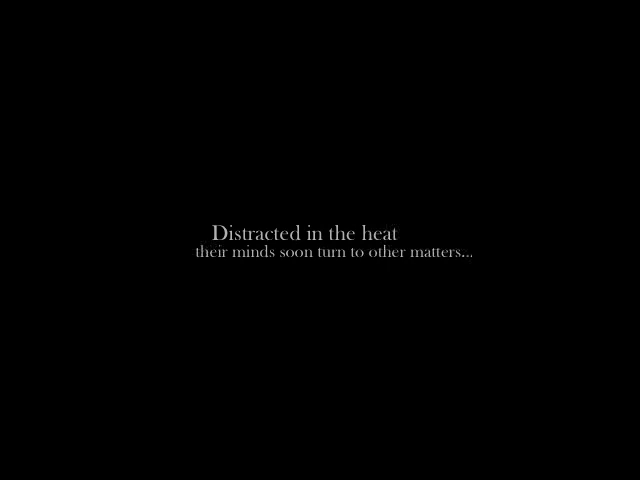 Distracted in the heat
their minds soon turn to other matters...